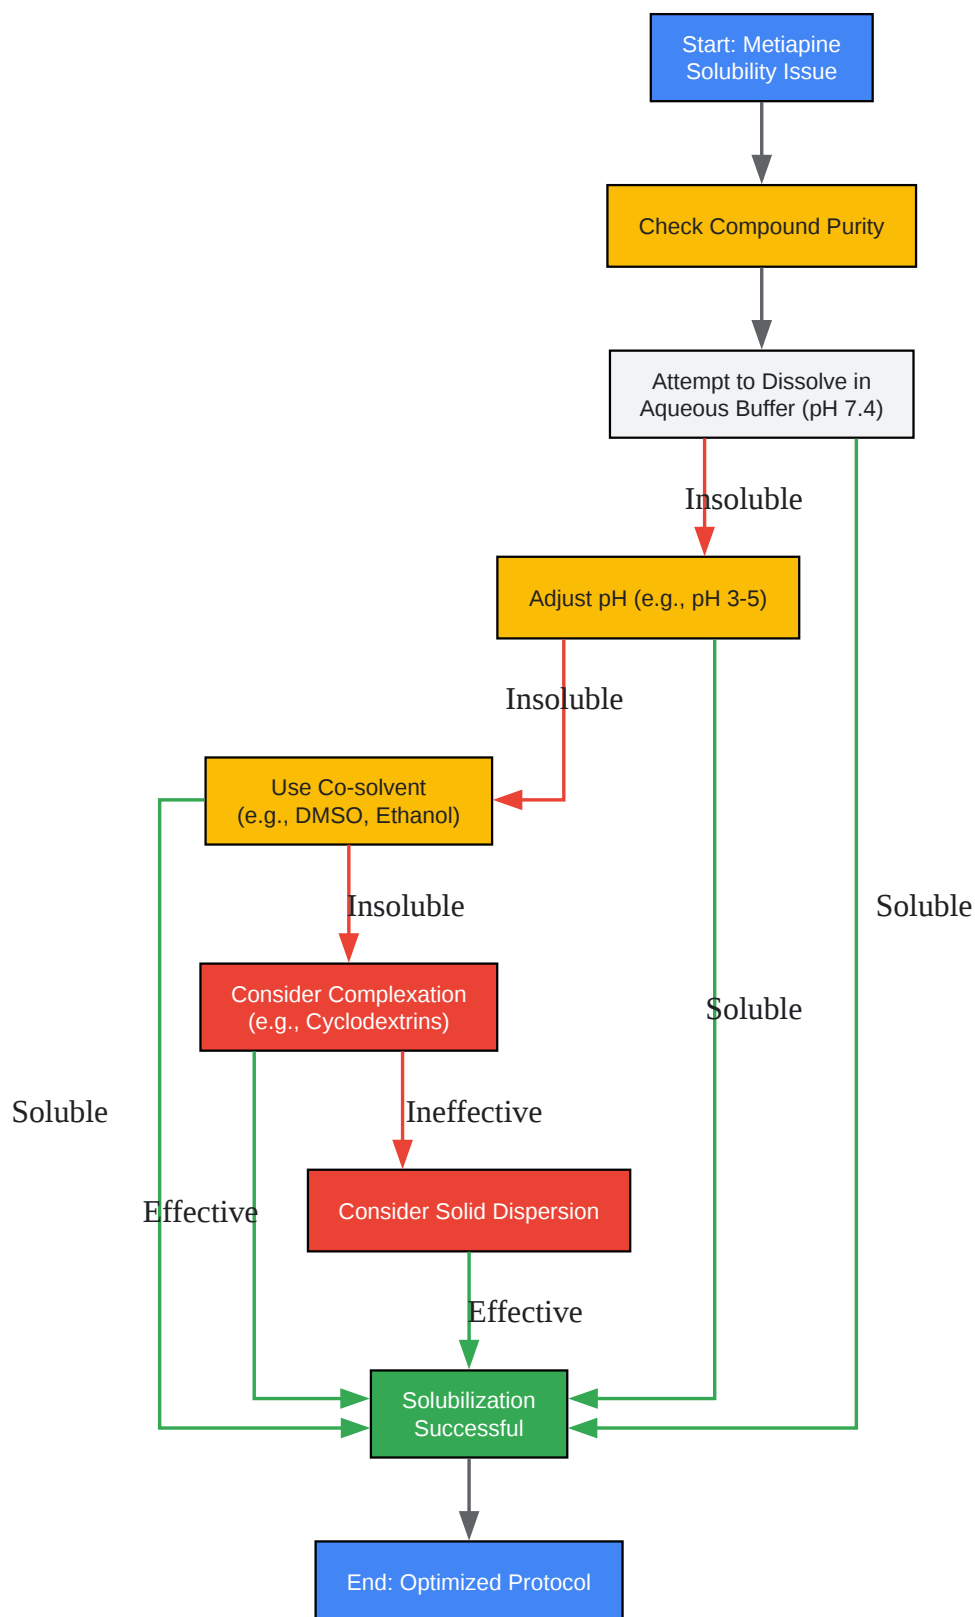 Start: Metiapine
Solubility Issue
Check Compound Purity
Attempt to Dissolve in
Aqueous Buffer (pH 7.4)
Insoluble
Adjust pH (e.g., pH 3-5)
Insoluble
Use Co-solvent
(e.g., DMSO, Ethanol)
Insoluble
Soluble
Consider Complexation
(e.g., Cyclodextrins)
Soluble
Soluble
Ineffective
Effective
Consider Solid Dispersion
Effective
Solubilization
Successful
End: Optimized Protocol